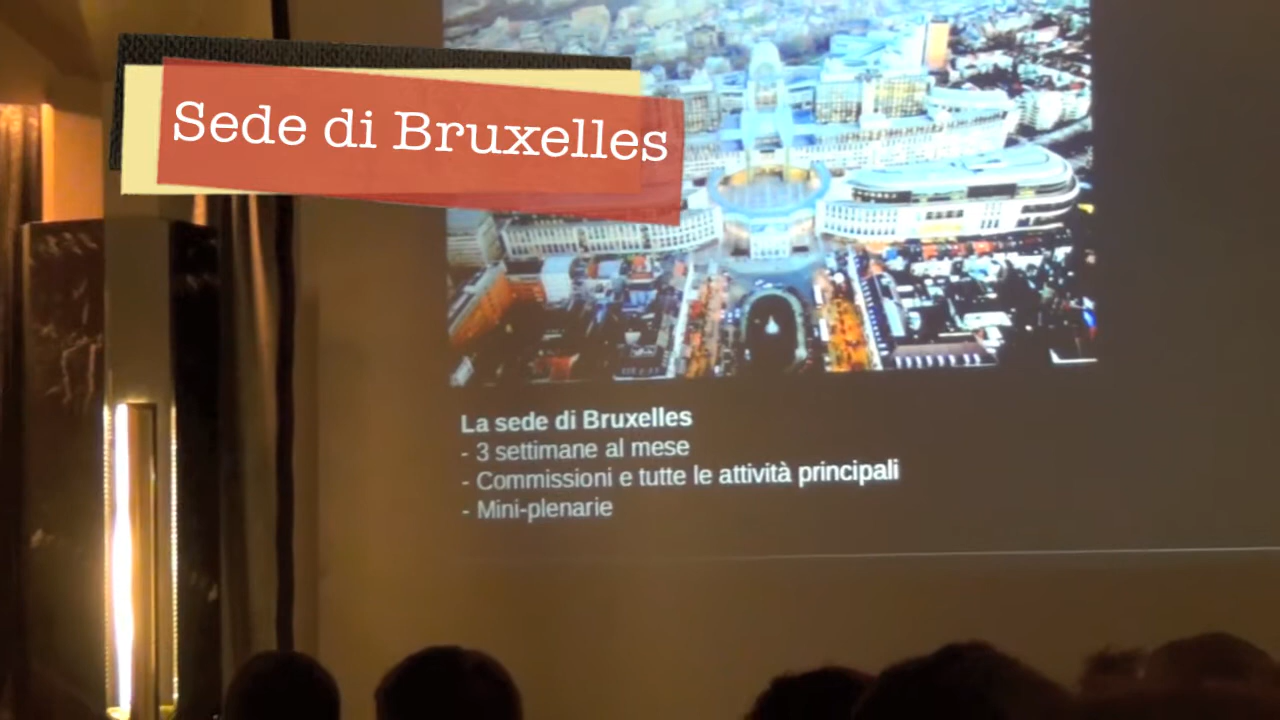 Sede di Bruxelles
La sede di Bruxelles
- 3 settimane al mese
- Commissioni e tutte le attività principali
- Mini-plenarie